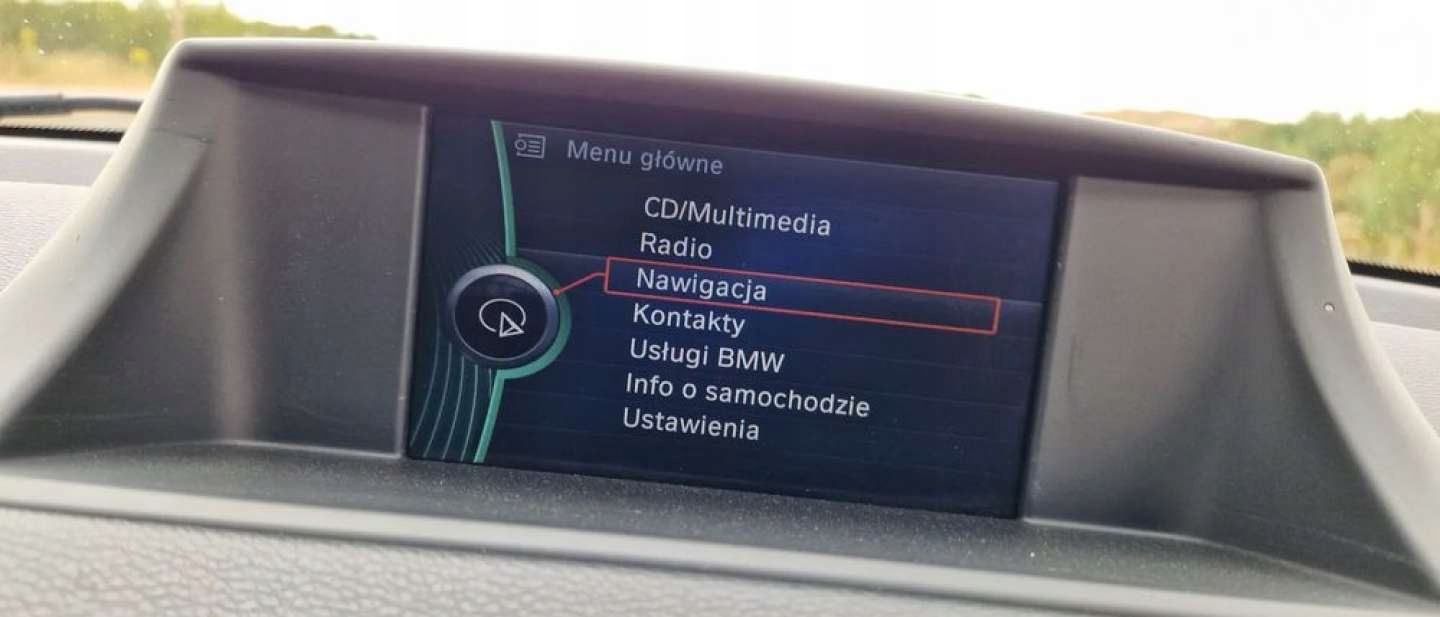 Menu główne
CD/Multimedia
Radio
Nawigacja
Kontakty
Usługi BMW
Info o samochodzie
Ustawienia